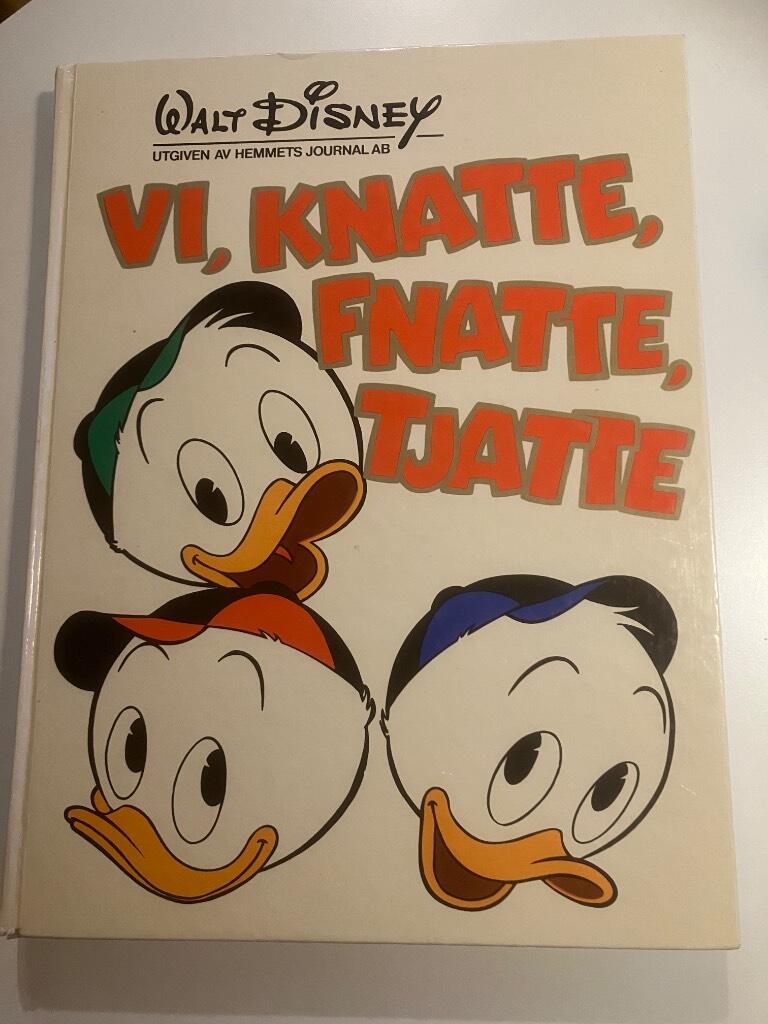 WALT DISNEY
UTGIVEN AV HEMMETS JOURNAL AB
VI, KNATTE,
FNATTE,
TJATTE